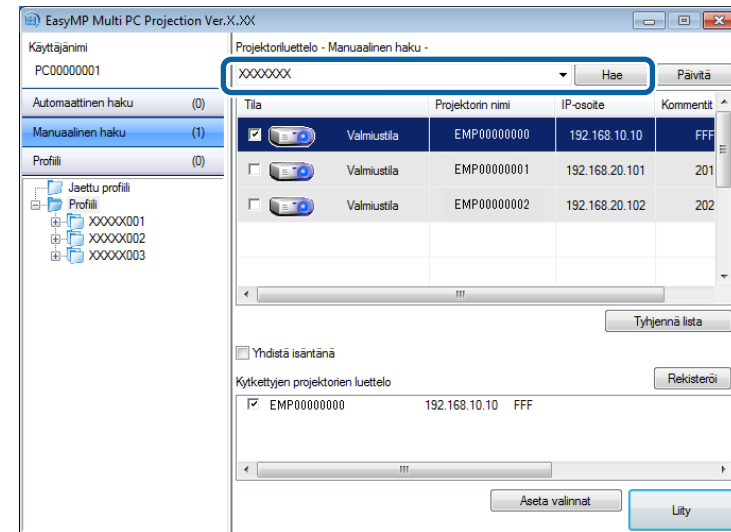 EasyMP Multi PC Projection Ver.X.XX
Käyttäjänimi
PC00000001
Automaattinen haku (0)
Manuaalinen haku (1)
Profiili (0)
Jaettu profiili
Profiili
XXXXX001
XXXXX002
XXXXX003
Projektoriluettelo - Manuaalinen haku -
XXXXXXX Hae Päivitä
Tila Projektorin nimi IP-osoite Kommentit
Valmiustila EMP00000000 192.168.10.10 FFF
Valmiustila EMP00000001 192.168.20.101 201
Valmiustila EMP00000002 192.168.20.102 202
Tyhjennä lista
Yhdistä isäntänä
Kytkettyjen projektorien luettelo Rekisteröi
EMP00000000 192.168.10.10 FFF
Aseta valinnat Liity